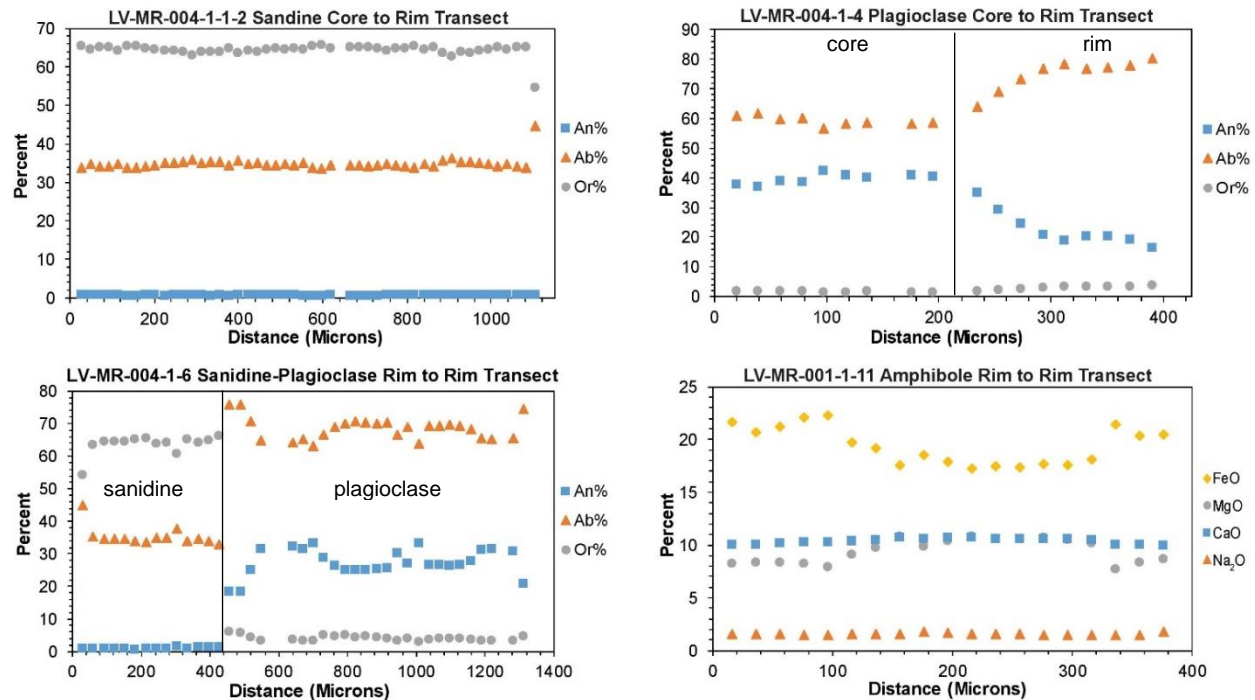 LV-MR-004-1-1-2 Sandine Core to Rim Transect
70
60
50
40
30
20
10
0
Percent
0 200 400 600 800 1000
Distance (Microns)
An%
Ab%
Or%
LV-MR-004-1-4 Plagioclase Core to Rim Transect
core rim
90
80
70
60
50
40
30
20
10
0
Percent
0 100 200 300 400
Distance (Microns)
An%
Ab%
Or%
LV-MR-004-1-6 Sanidine-Plagioclase Rim to Rim Transect
80
70
60
50
40
30
20
10
0
Percent
sanidine plagioclase
0 200 400 600 800 1000 1200 1400
Distance (Microns)
An%
Ab%
Or%
LV-MR-001-1-11 Amphibole Rim to Rim Transect
25
20
15
10
5
0
Percent
0 100 200 300 400
Distance (Microns)
FeO
MgO
CaO
Na₂O